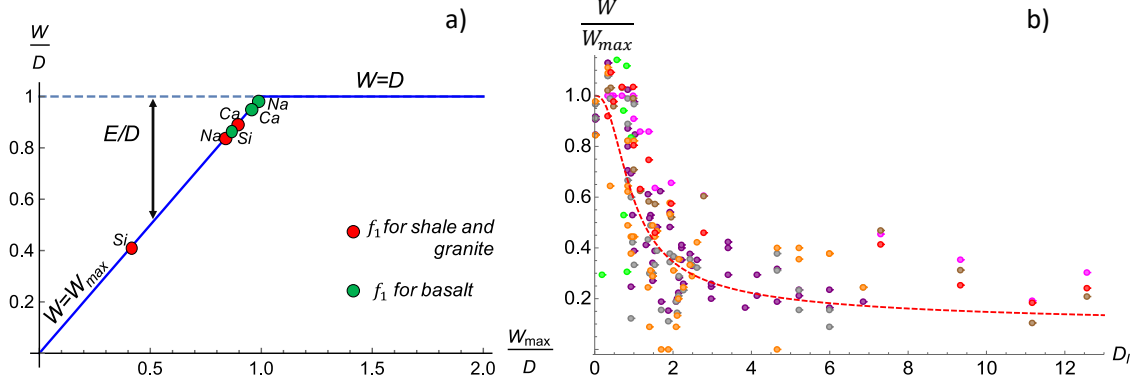 a)
W
D
W=D
E/D
Na
Ca
Ca
Na
Si
Si
W=Wmax
f1 for shale and
granite
f1 for basalt
1.0
0.8
0.6
0.4
0.2
0.5
1.0
1.5
2.0
Wmax
D
b)
W
Wmax
1.0
0.8
0.6
0.4
0.2
0
2
4
6
8
10
12
DI